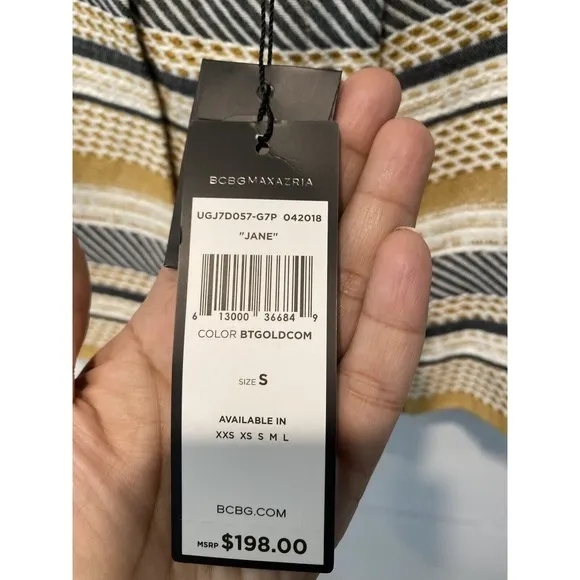 BCBGMAXAZRIA
UGJ7D057-G7P 042018
"JANE"
6 13000 36684 9
COLOR BTGOLDCOM
SIZE S
AVAILABLE IN
XXS XS S M L
BCBG.COM
MSRP $198.00